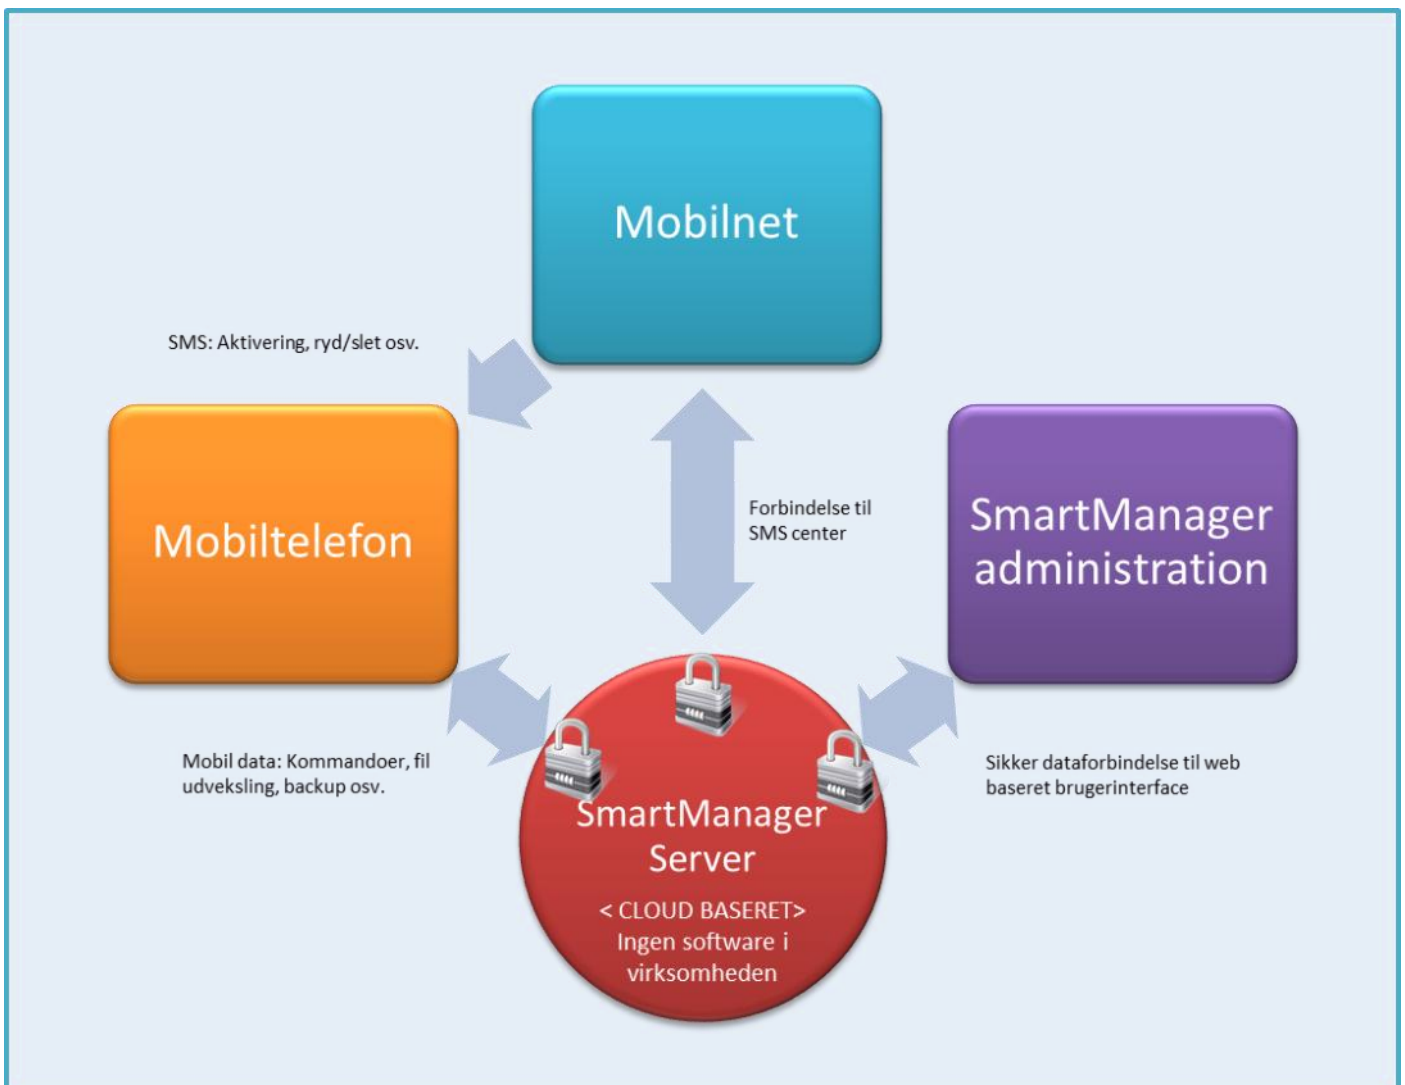 Mobilnet
SMS: Aktivering, ryd/slet osv.
Mobiltelefon
Forbindelse til
SMS center
SmartManager
administration
Mobil data: Kommandoer, fil
udveksling, backup osv.
Sikker dataforbindelse til web
baseret brugerinterface
SmartManager
Server
< CLOUD BASERET>
Ingen software i
virksomheden